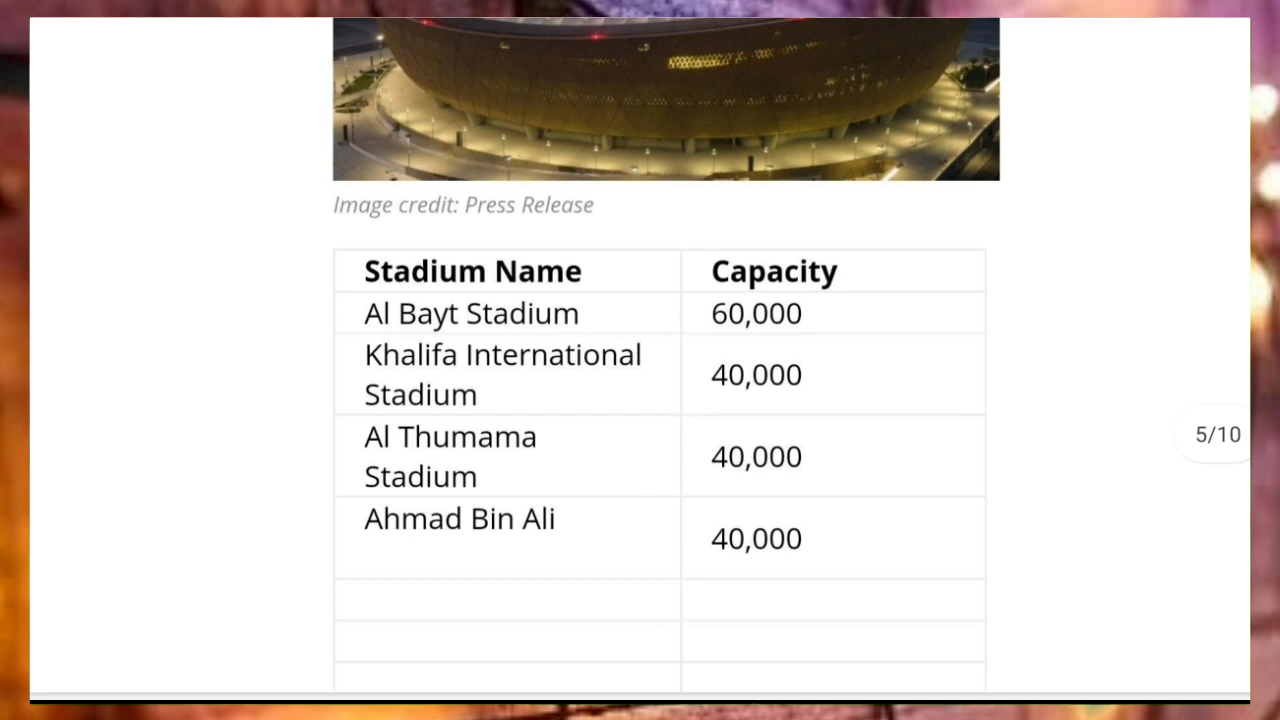 Image credit: Press Release
Stadium Name Capacity
Al Bayt Stadium 60,000
Khalifa International
Stadium
40,000
Al Thumama
Stadium
40,000
Ahmad Bin Ali
40,000
5/10